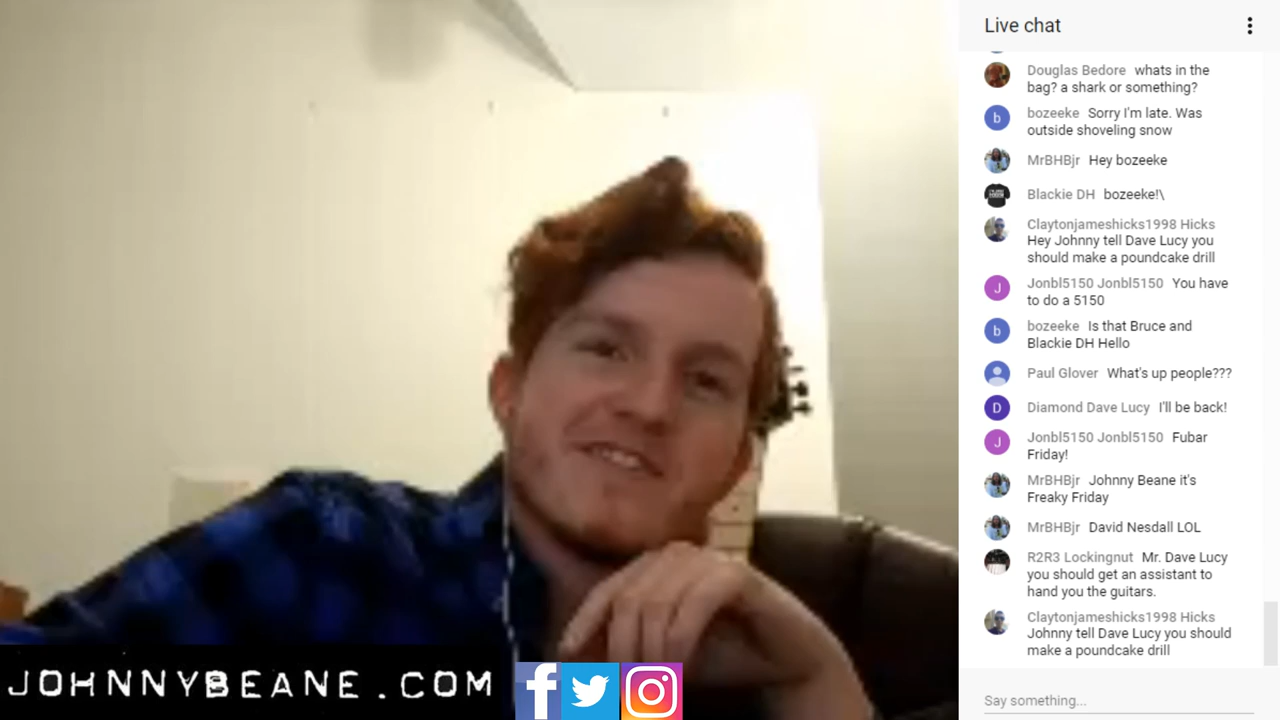 Live chat
Douglas Bedore whats in the
bag? a shark or something?
b
bozeeke Sorry I'm late. Was
outside shoveling snow
MrBHBjr Hey bozeeke
Blackie DH bozeeke!\
Claytonjameshicks1998 Hicks
Hey Johnny tell Dave Lucy you
should make a poundcake drill
J
Jonbl5150 Jonbl5150 You have
to do a 5150
b
bozeeke Is that Bruce and
Blackie DH Hello
Paul Glover What's up people???
D
Diamond Dave Lucy I'll be back!
J
Jonbl5150 Jonbl5150 Fubar
Friday!
MrBHBjr Johnny Beane it's
Freaky Friday
MrBHBjr David Nesdall LOL
R2R3 Lockingnut Mr. Dave Lucy
you should get an assistant to
hand you the guitars.
Claytonjameshicks1998 Hicks
Johnny tell Dave Lucy you should
make a poundcake drill
Say something...
JOHNNYBEANE.COM